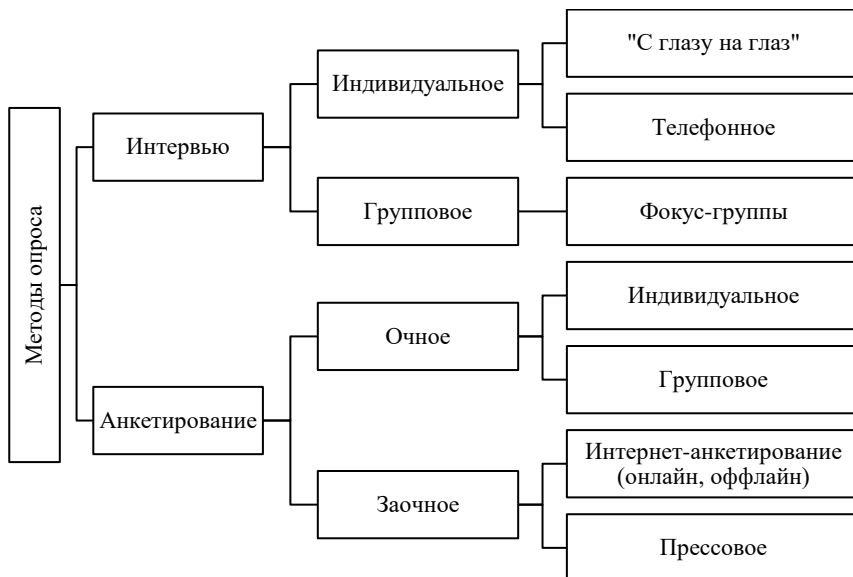 Методы опроса
Интервью
Индивидуальное
"С глазу на глаз"
Телефонное
Групповое
Фокус-группы
Анкетирование
Очное
Индивидуальное
Групповое
Заочное
Интернет-анкетирование
(онлайн, оффлайн)
Прессовое